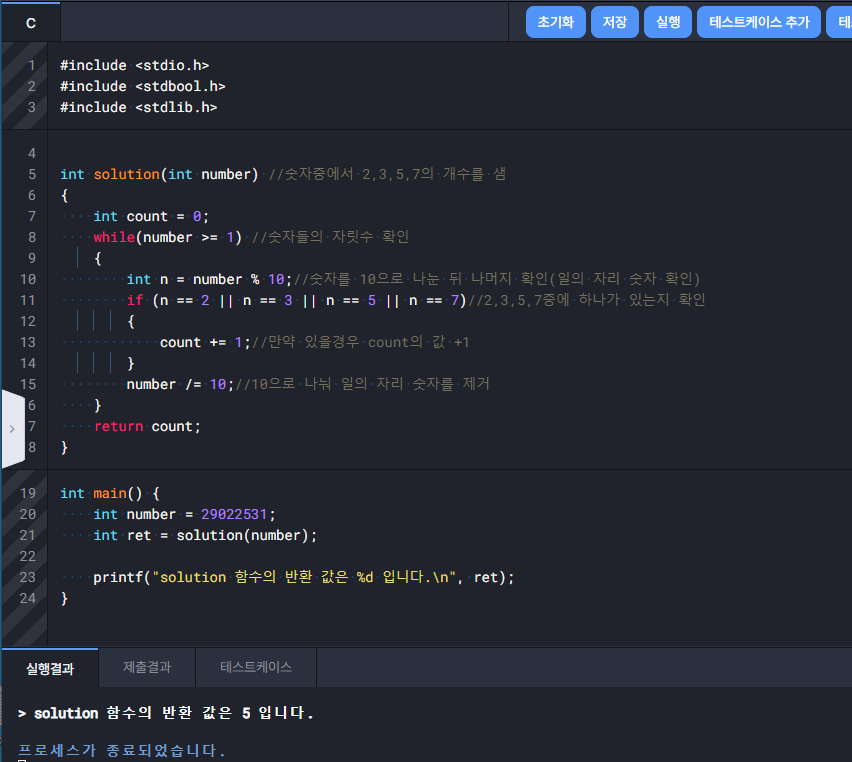 C
초기화 저장 실행 테스트케이스 추가 테
1 #include <stdio.h>
2 #include <stdbool.h>
3 #include <stdlib.h>
4
5 int solution(int number) //숫자중에서 2,3,5,7의 개수를 샘
6 {
7 int count = 0;
8 while(number >= 1) //숫자들의 자릿수 확인
9 {
10 int n = number % 10;//숫자를 10으로 나눈 뒤 나머지 확인(일의 자리 숫자 확인)
11 if (n == 2 || n == 3 || n == 5 || n == 7)//2,3,5,7중에 하나가 있는지 확인
12 {
13 count += 1;//만약 있을경우 count의 값 +1
14 }
15 number /= 10;//10으로 나눠 일의 자리 숫자를 제거
6 }
7 return count;
8 }
19 int main() {
20 int number = 29022531;
21 int ret = solution(number);
22
23 printf("solution 함수의 반환 값은 %d 입니다.\n", ret);
24 }
실행결과 제출결과 테스트케이스
> solution 함수의 반환 값은 5 입니다.
프로세스가 종료되었습니다.